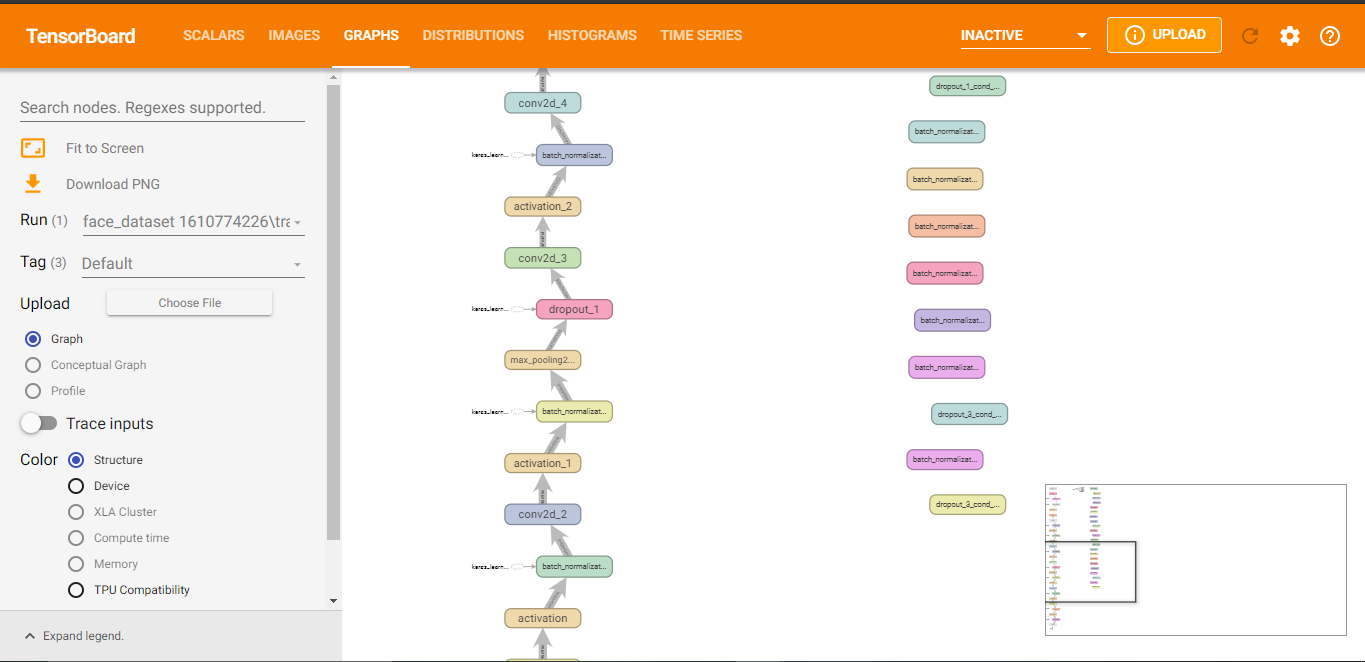 TensorBoard
SCALARS
IMAGES
GRAPHS
DISTRIBUTIONS
HISTOGRAMS
TIME SERIES
INACTIVE
UPLOAD
Search nodes. Regexes supported.
Fit to Screen
Download PNG
Run (1) face_dataset 1610774226\tra
Tag (3) Default
Upload Choose File
Graph
Conceptual Graph
Profile
Trace inputs
Color Structure
Device
XLA Cluster
Compute time
Memory
TPU Compatibility
Expand legend.
conv2d_4
keras_learn... batch_normalizat...
activation_2
conv2d_3
keras_learn... dropout_1
max_pooling2...
keras_learn... batch_normalizat...
activation_1
conv2d_2
keras_learn... batch_normalizat...
activation
dropout_1_cond_...
batch_normalizat...
batch_normalizat...
batch_normalizat...
batch_normalizat...
batch_normalizat...
batch_normalizat...
dropout_3_cond_...
batch_normalizat...
dropout_3_cond_...